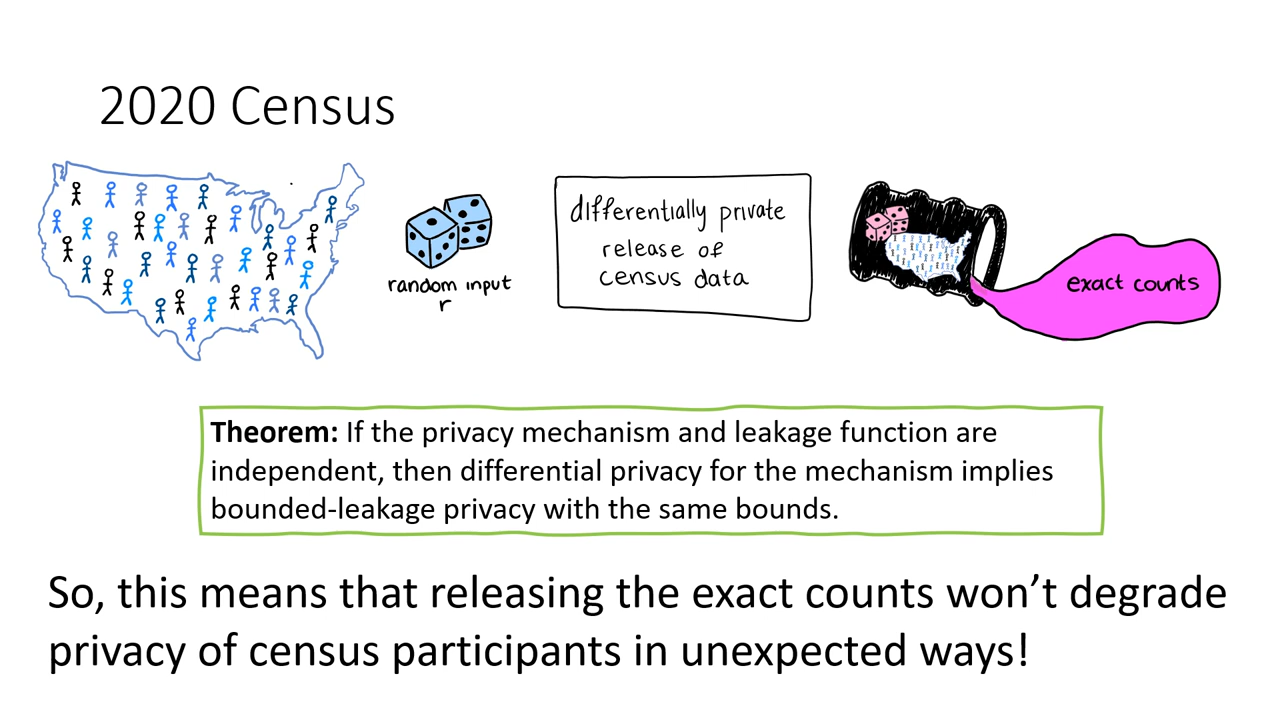 2020 Census
random input
r
differentially private
release of
census data
exact counts
Theorem: If the privacy mechanism and leakage function are
independent, then differential privacy for the mechanism implies
bounded-leakage privacy with the same bounds.
So, this means that releasing the exact counts won’t degrade
privacy of census participants in unexpected ways!